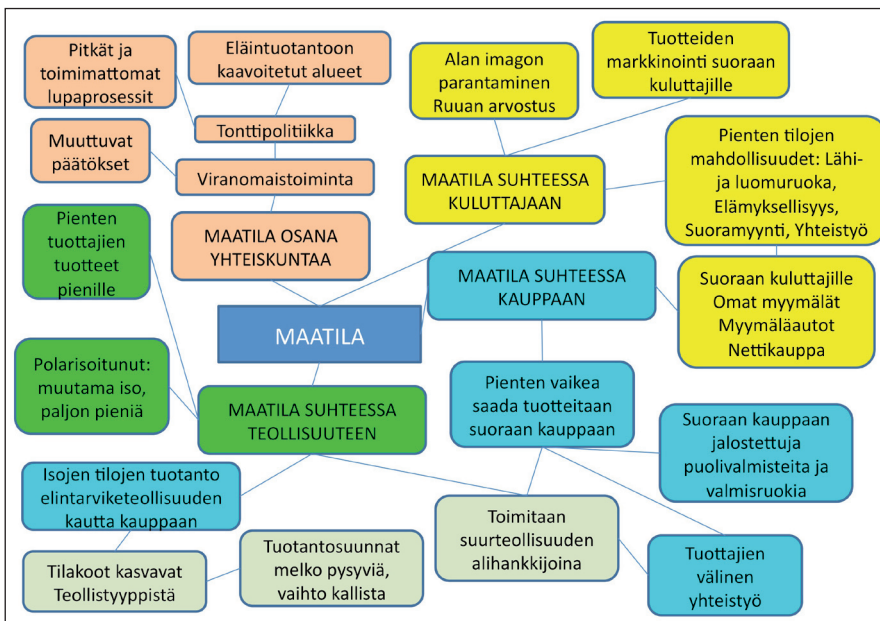 Pitkät ja
toimimattomat
lupaprosessit
Eläintuotantoon
kaavoitetut alueet
Alan imagon
parantaminen
Ruuan arvostus
Tuotteiden
markkinointi suoraan
kuluttajille
Tonttipolitiikka
Muuttuvat
päätökset
Viranomaistoiminta
MAATILA SUHTEESSA
KULUTTAJAAN
Pienten tilojen
mahdollisuudet: Lähi-
ja luomuruoka,
Elämyksellisyys,
Suoramyynti, Yhteistyö
Pienten
tuottajien
tuotteet
pienille
MAATILA OSANA
YHTEISKUNTAA
MAATILA SUHTEESSA
KAUPPAAN
Suoraan kuluttajille
Omat myymälät
Myymäläautot
Nettikauppa
MAATILA
Polarisoitunut:
muutama iso,
paljon pieniä
MAATILA SUHTEESSA
TEOLLISUUTEEN
Pienten vaikea
saada tuotteitaan
suoraan kauppaan
Suoraan kauppaan
jalostettuja
puolivalmisteita ja
valmisruokia
Isojen tilojen tuotanto
elintarviketeollisuuden
kautta kauppaan
Toimitaan
suurteollisuuden
alihankkijoina
Tilakoot kasvavat
Teollistyyppistä
Tuotantosuunnat
melko pysyviä,
vaihto kallista
Tuottajien
välinen
yhteistyö